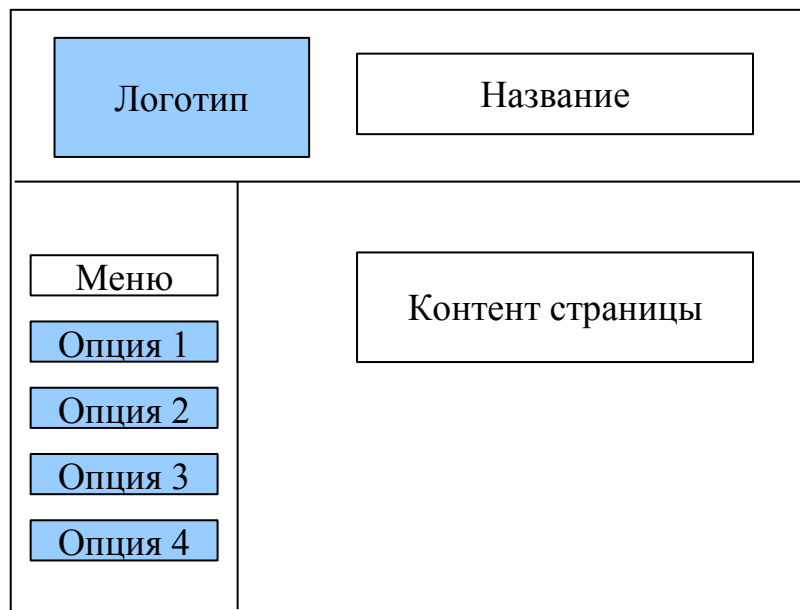 Логотип
Название
Меню
Опция 1
Опция 2
Опция 3
Опция 4
Контент страницы